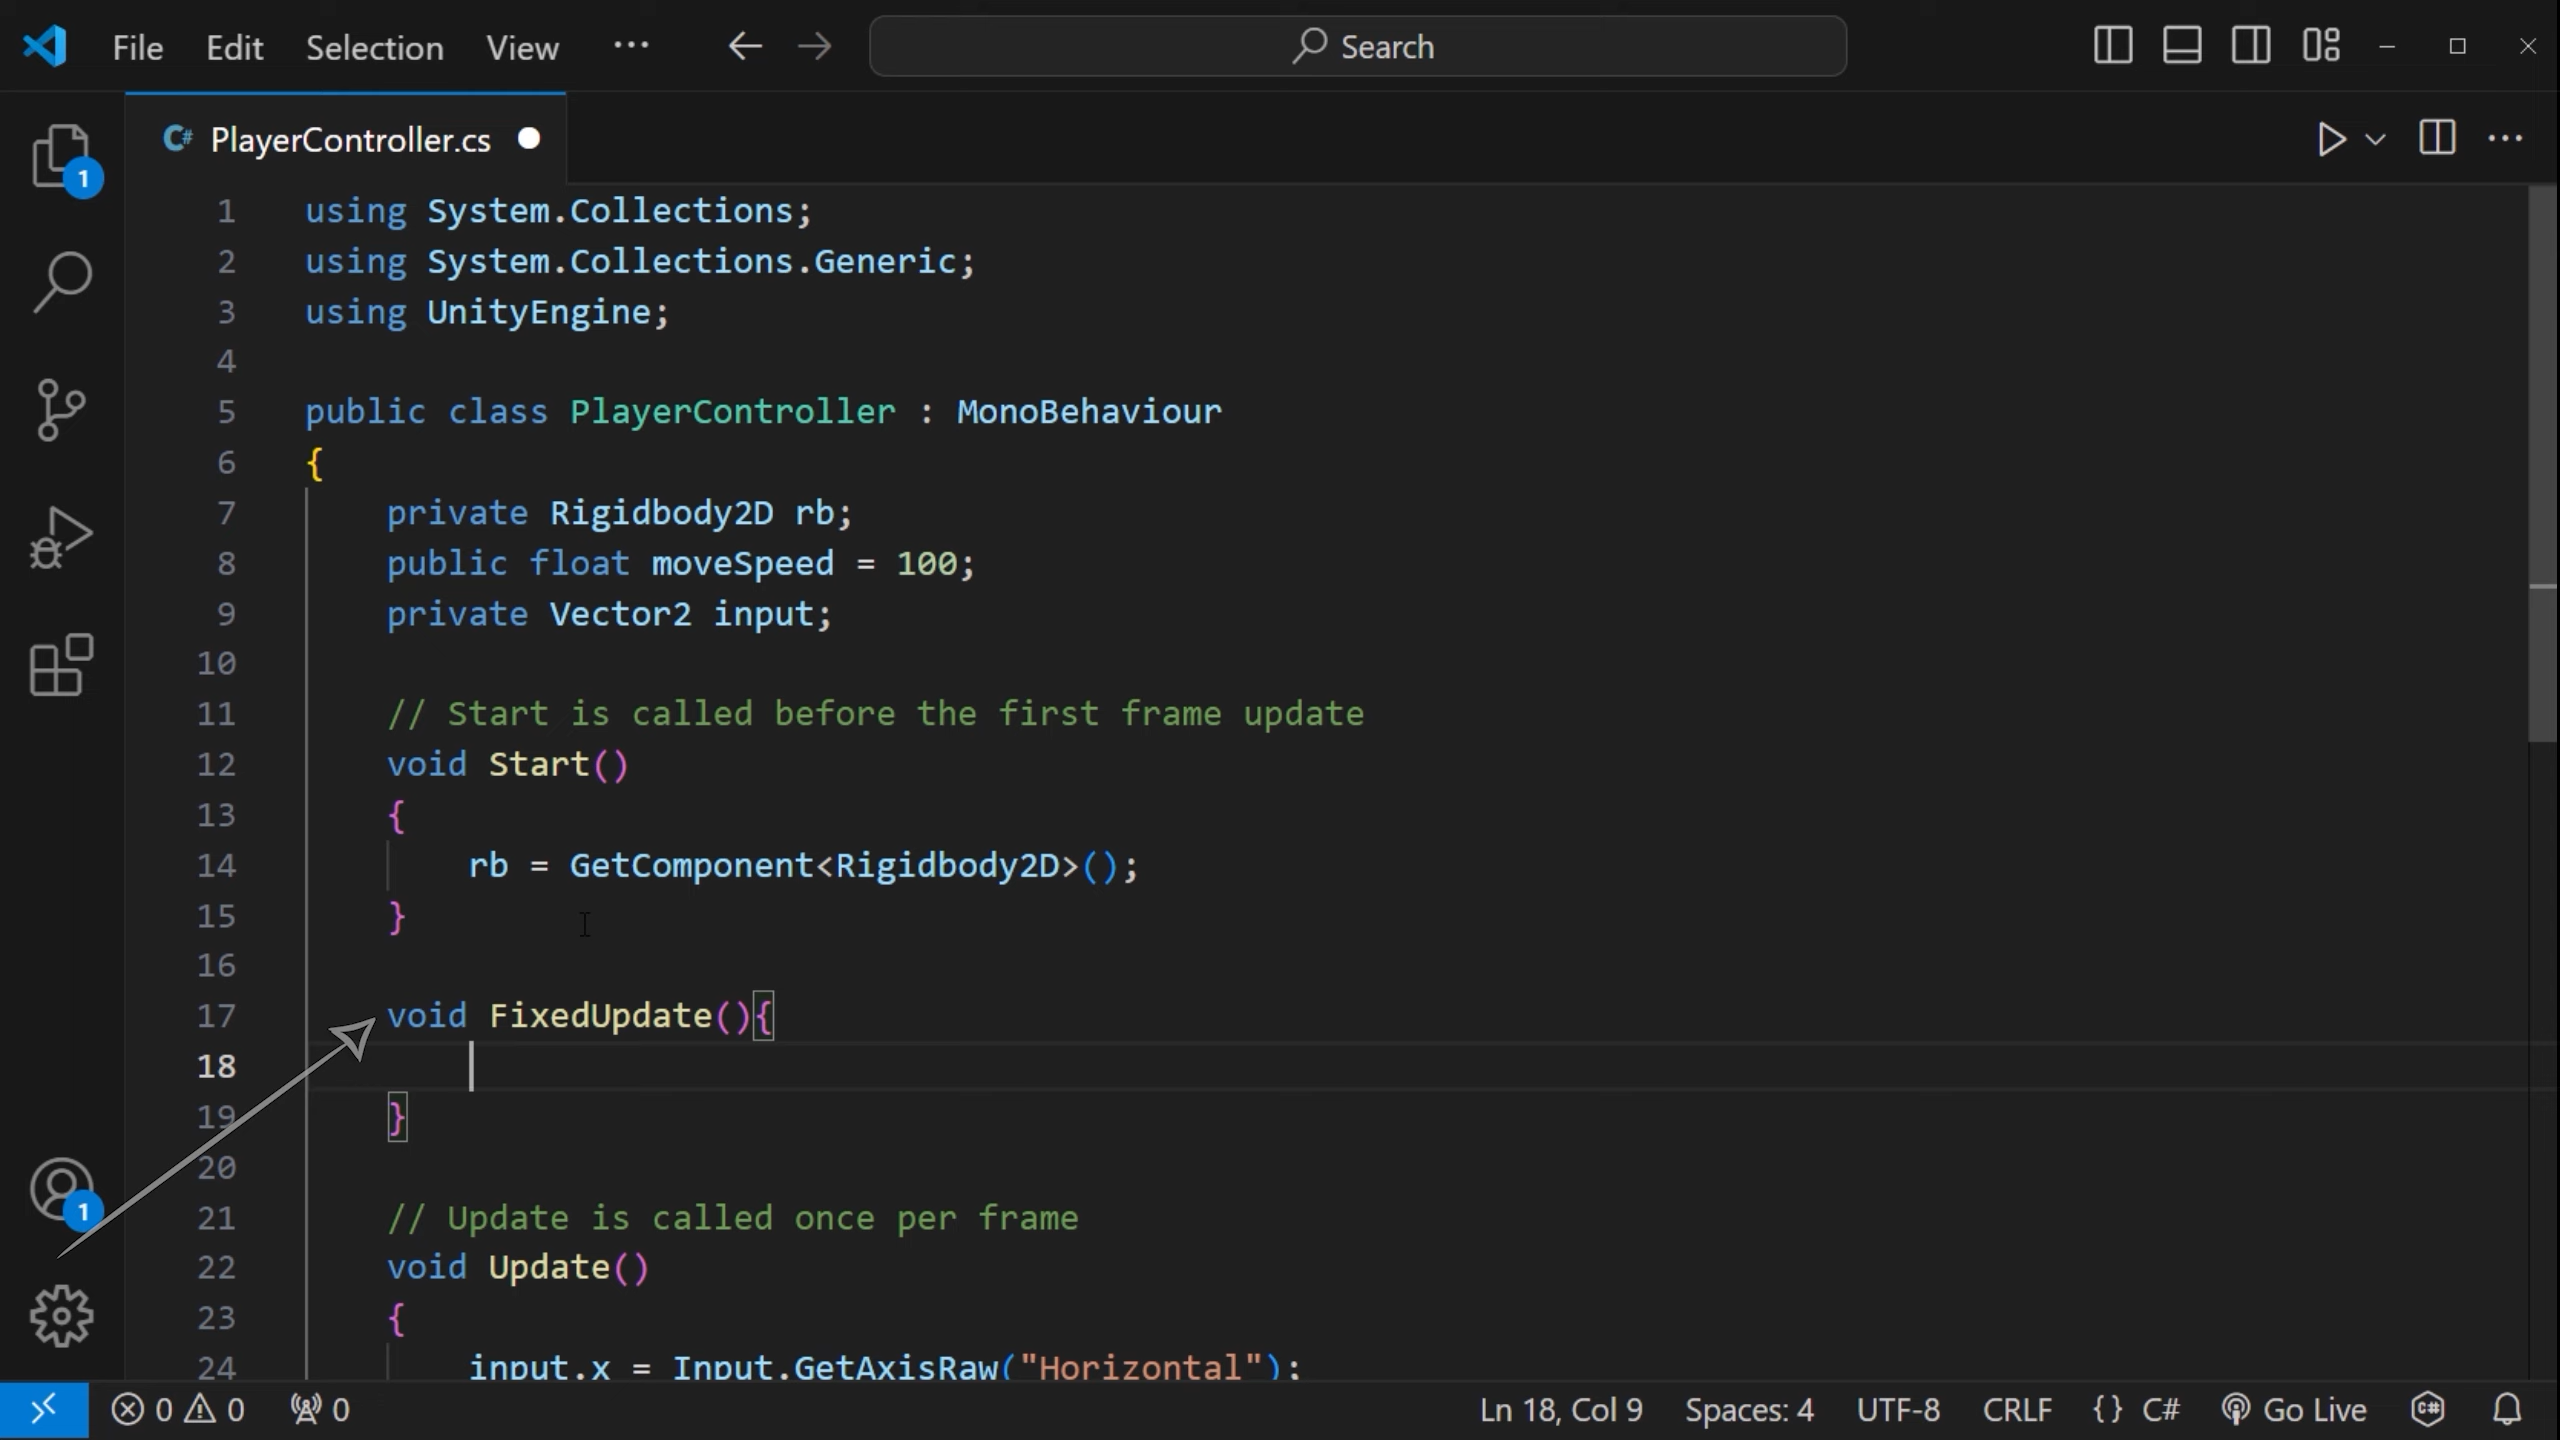 File Edit Selection View ··· Search
PlayerController.cs
1 using System.Collections;
2 using System.Collections.Generic;
3 using UnityEngine;
4
5 public class PlayerController : MonoBehaviour
6 {
7 private Rigidbody2D rb;
8 public float moveSpeed = 100;
9 private Vector2 input;
10
11 // Start is called before the first frame update
12 void Start()
13 {
14 rb = GetComponent<Rigidbody2D>();
15 }
16
17 void FixedUpdate(){
18
19 }
20
21 // Update is called once per frame
22 void Update()
23 {
24 input.x = Input.GetAxisRaw("Horizontal");
1
1
0 0 0 Ln 18, Col 9 Spaces: 4 UTF-8 CRLF {} C# Go Live